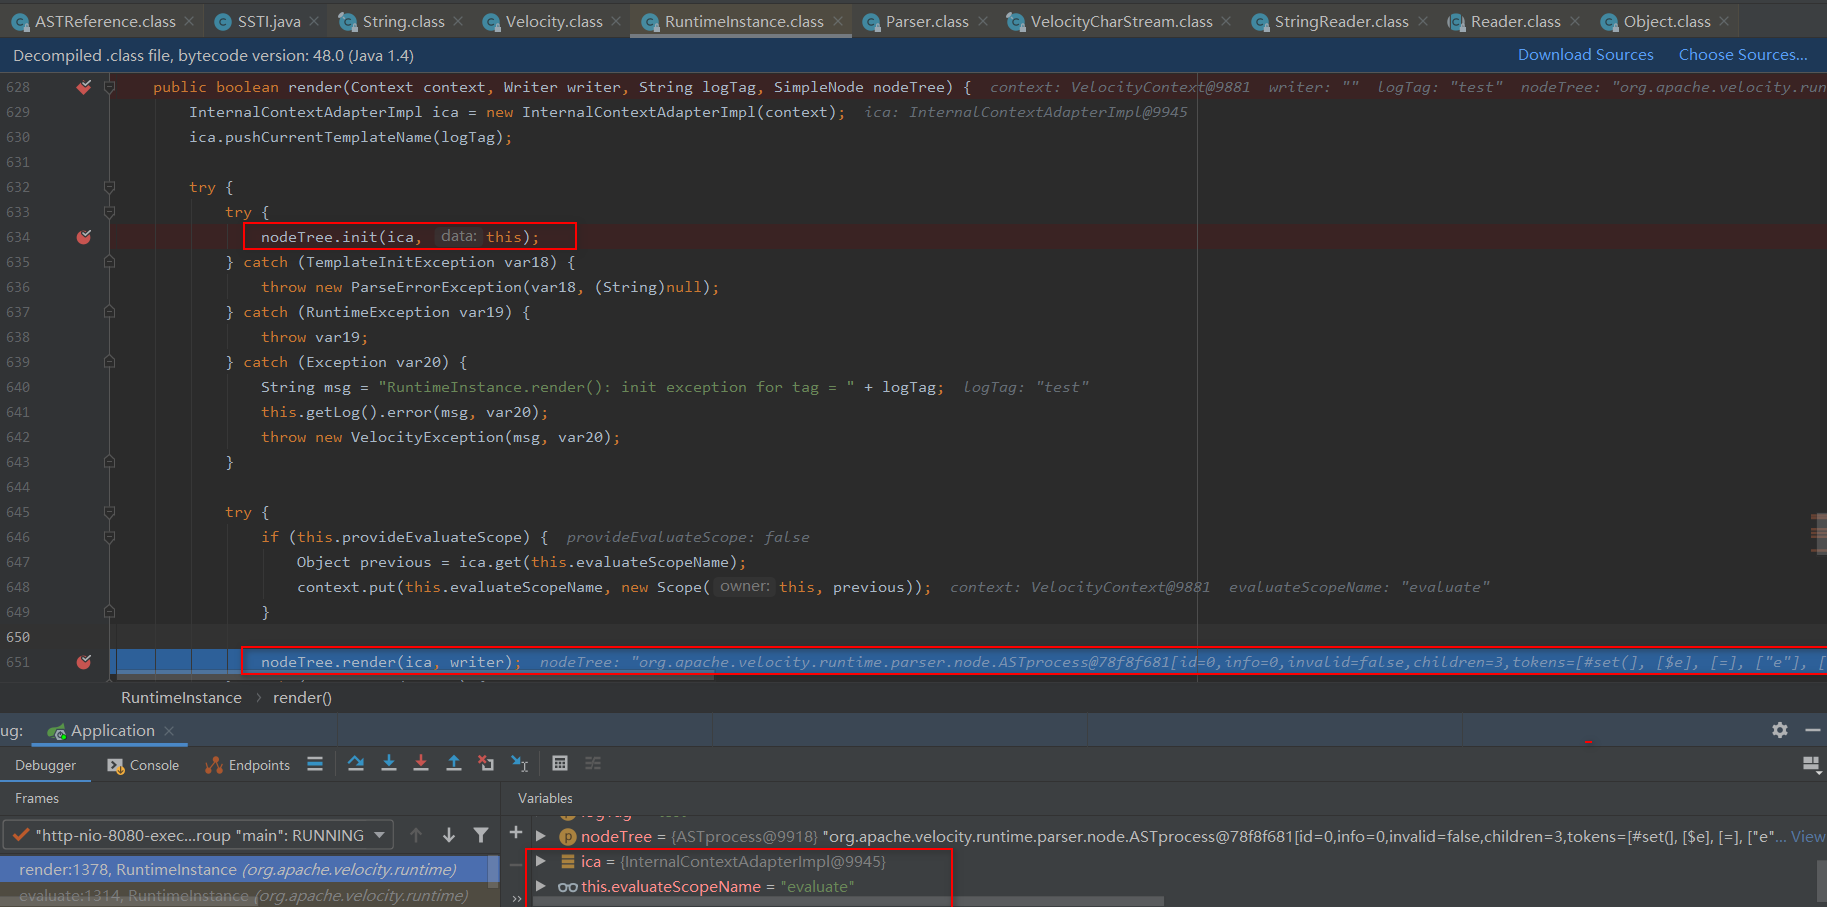 ASTReference.class SSTI.java String.class Velocity.class RuntimeInstance.class Parser.class VelocityCharStream.class StringReader.class Reader.class Object.class
Decompiled .class file, bytecode version: 48.0 (Java 1.4) Download Sources Choose Sources...
628 public boolean render(Context context, Writer writer, String logTag, SimpleNode nodeTree) { context: VelocityContext@9881 writer: "" logTag: "test" nodeTree: "org.apache.velocity.run
629 InternalContextAdapterImpl ica = new InternalContextAdapterImpl(context); ica: InternalContextAdapterImpl@9945
630 ica.pushCurrentTemplateName(logTag);
631
632 try {
633 try {
634 nodeTree.init(ica, data: this);
635 } catch (TemplateInitException var18) {
636 throw new ParseErrorException(var18, (String)null);
637 } catch (RuntimeException var19) {
638 throw var19;
639 } catch (Exception var20) {
640 String msg = "RuntimeInstance.render(): init exception for tag = " + logTag; logTag: "test"
641 this.getLog().error(msg, var20);
642 throw new VelocityException(msg, var20);
643 }
644
645 try {
646 if (this.provideEvaluateScope) { provideEvaluateScope: false
647 Object previous = ica.get(this.evaluateScopeName);
648 context.put(this.evaluateScopeName, new Scope( owner: this, previous)); context: VelocityContext@9881 evaluateScopeName: "evaluate"
649 }
650
651 nodeTree.render(ica, writer); nodeTree: "org.apache.velocity.runtime.parser.node.ASTprocess@78f8f681[id=0,info=0,invalid=false,children=3,tokens=[#set(], [$e], [=], ["e"], [
RuntimeInstance render()
ug: Application
Debugger Console Endpoints
Frames Variables
"http-nio-8080-exec...roup "main": RUNNING
nodeTree = {ASTprocess@9918} "org.apache.velocity.runtime.parser.node.ASTprocess@78f8f681[id=0,info=0,invalid=false,children=3,tokens=[#set(], [$e], [=], ["e"... View
render:1378, RuntimeInstance (org.apache.velocity.runtime) ica = {InternalContextAdapterImpl@9945}
evaluate:1314, RuntimeInstance (org.apache.velocity.runtime) this.evaluateScopeName = "evaluate"